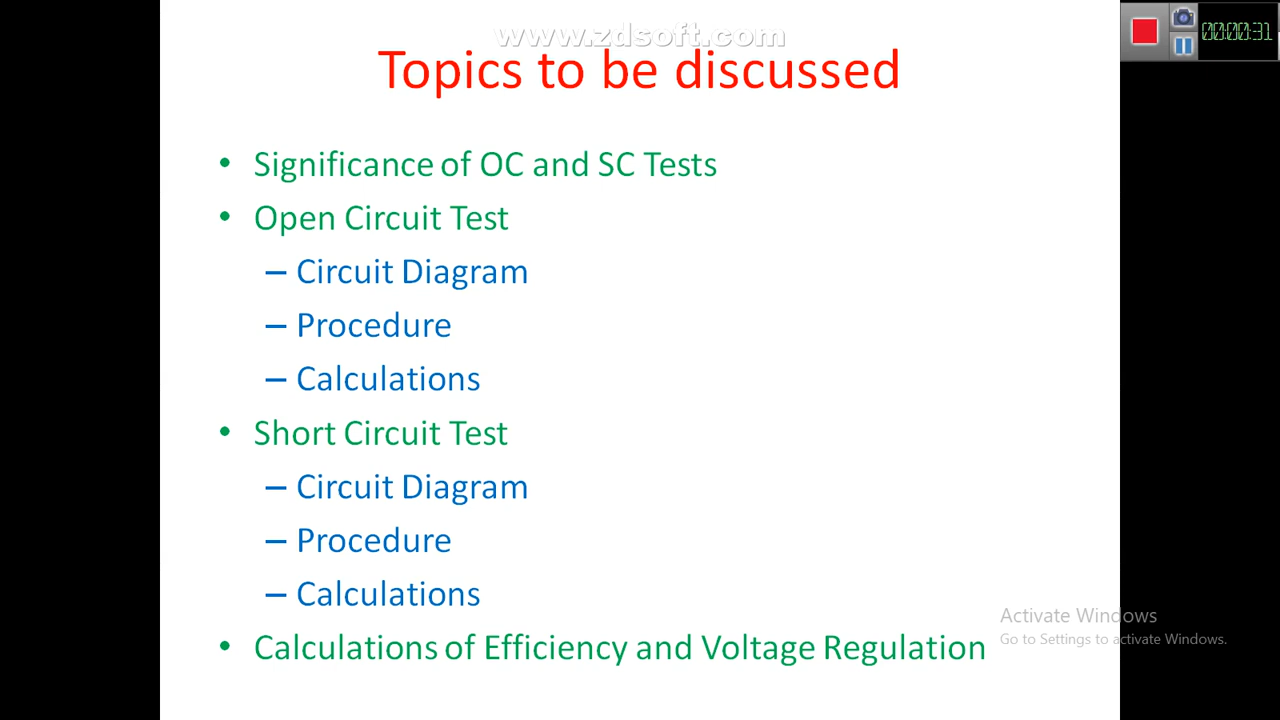 www.zdsoft.com
00:00:31
Topics to be discussed
• Significance of OC and SC Tests
• Open Circuit Test
– Circuit Diagram
– Procedure
– Calculations
• Short Circuit Test
– Circuit Diagram
– Procedure
– Calculations
• Calculations of Efficiency and Voltage Regulation
Activate Windows
Go to Settings to activate Windows.